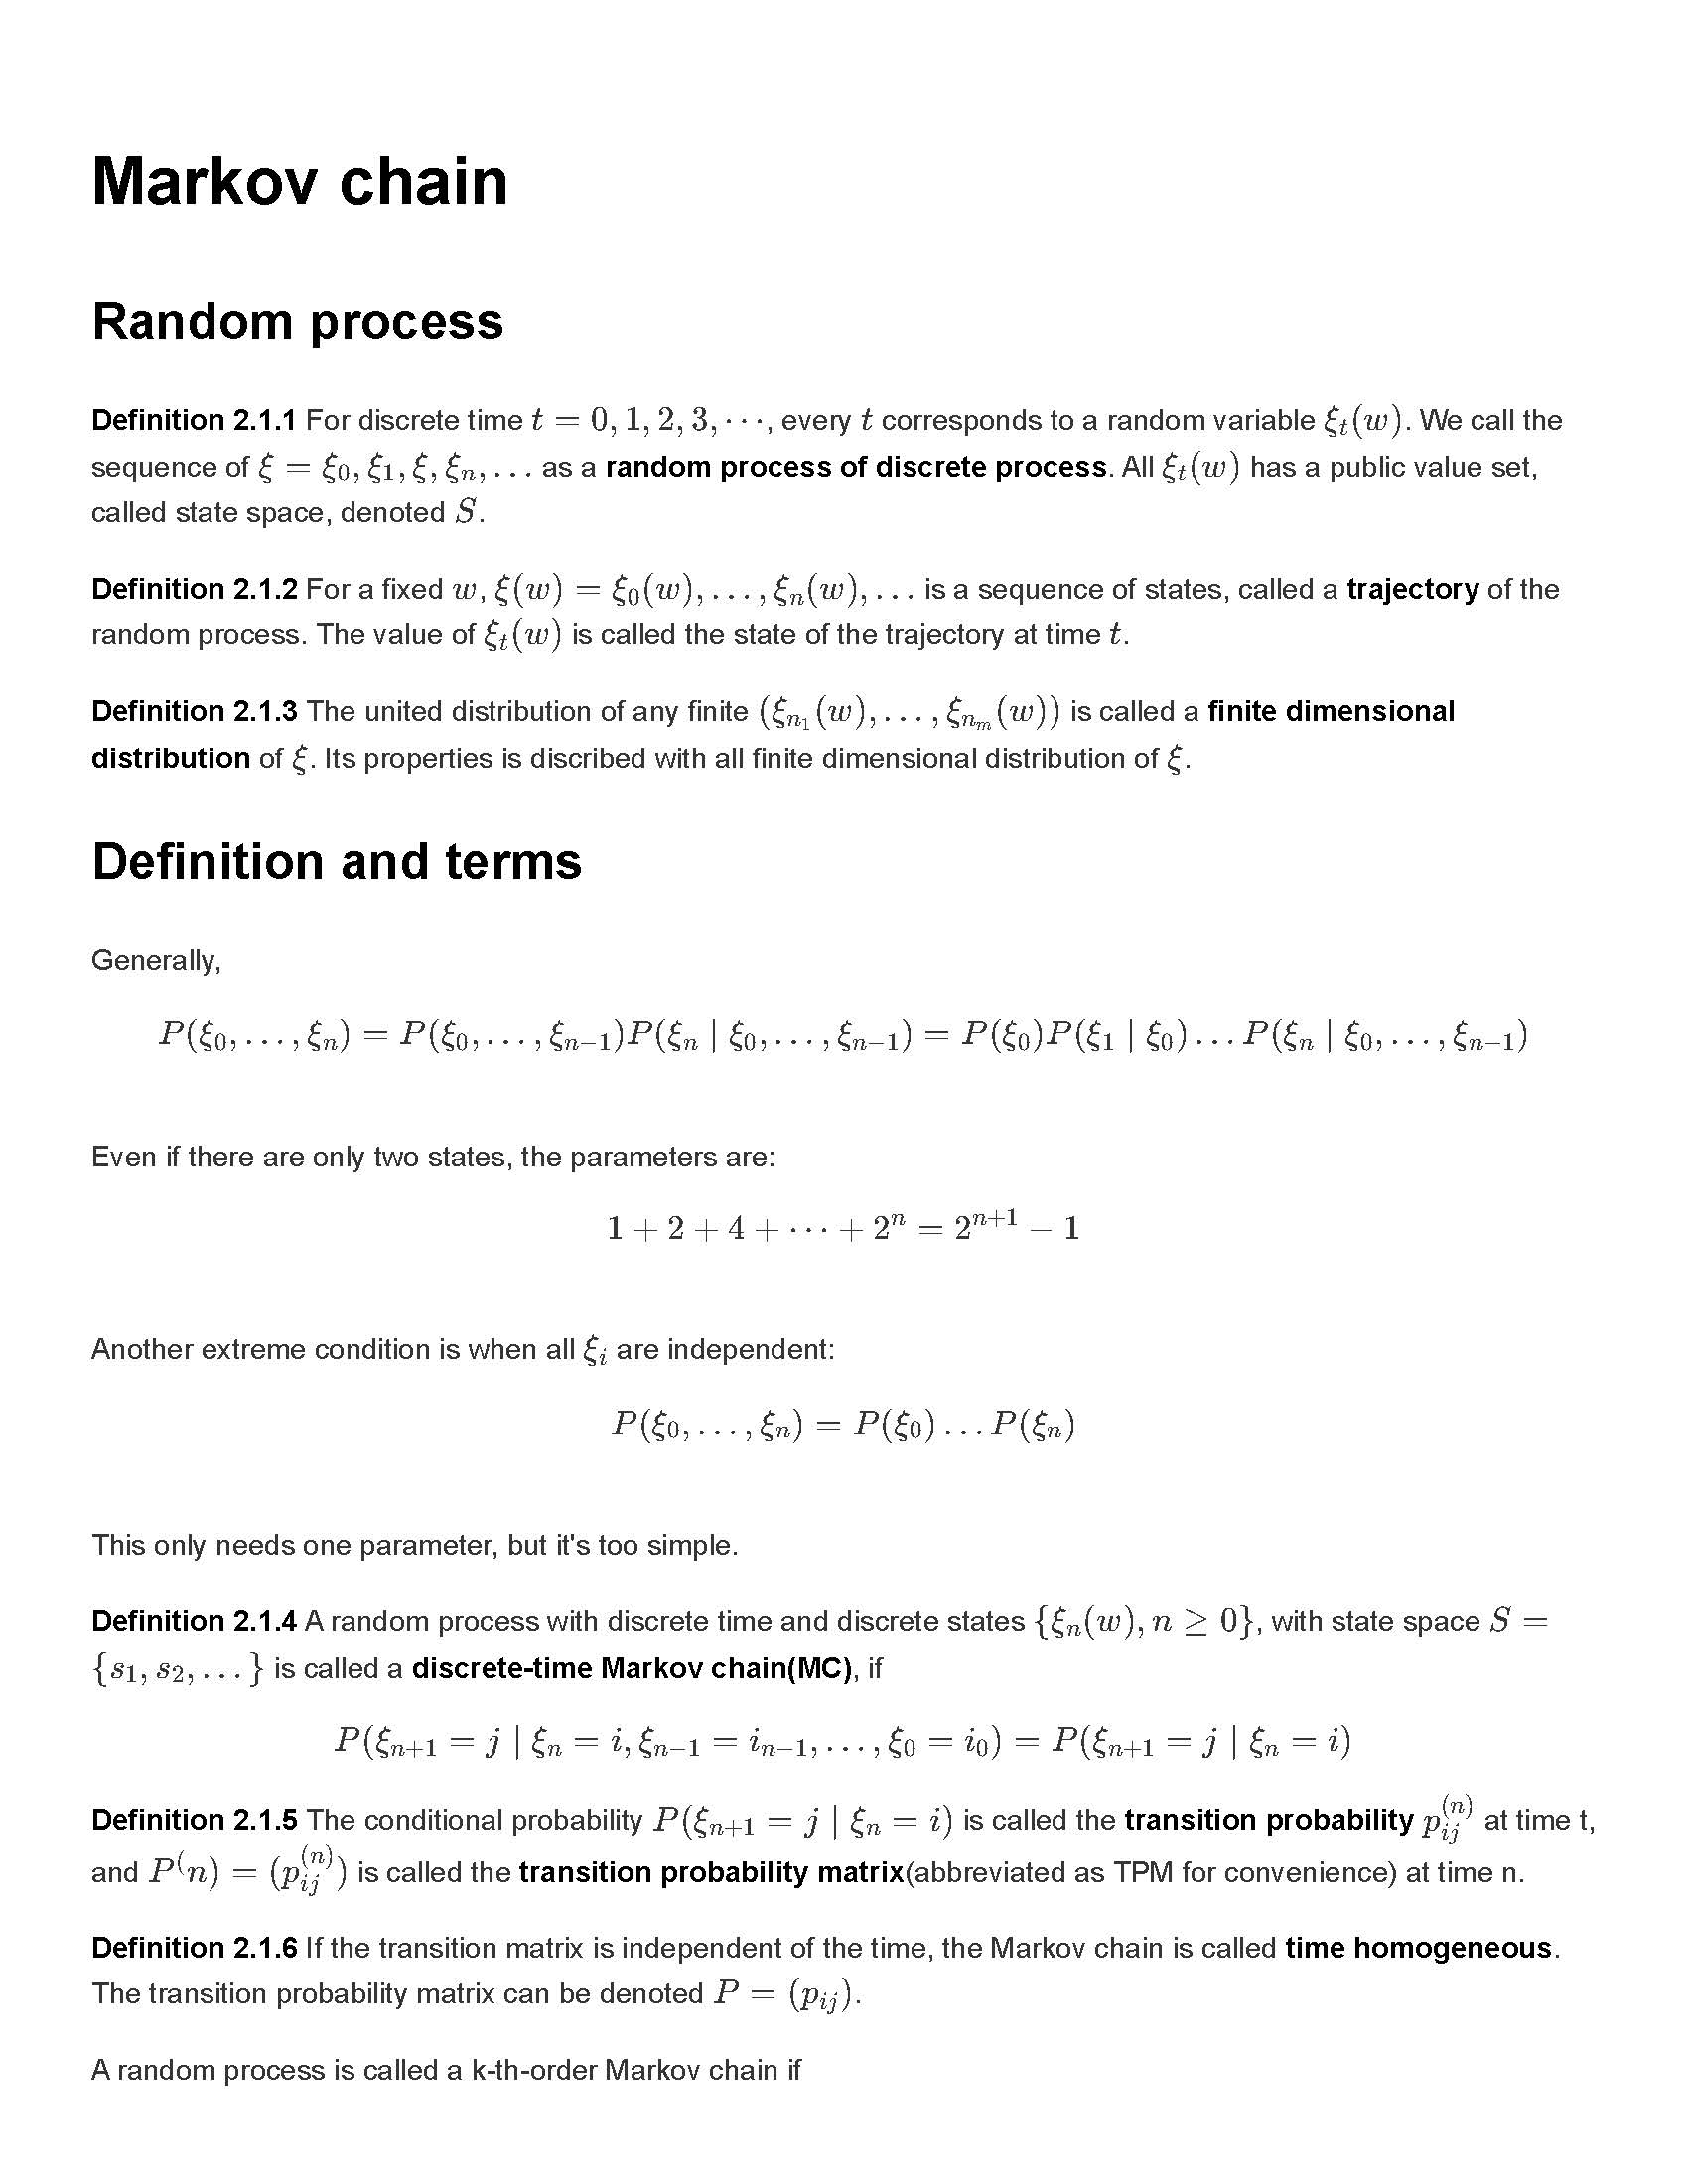 Markov chain
Random process
Definition 2.1.1 For discrete time $t = 0, 1, 2, 3, \cdots$, every $t$ corresponds to a random variable $\xi_t(w)$. We call the
sequence of $\xi = \xi_0, \xi_1, \xi, \xi_n, \ldots$ as a random process of discrete process. All $\xi_t(w)$ has a public value set,
called state space, denoted $S$.
Definition 2.1.2 For a fixed $w$, $\xi(w) = \xi_0(w), \ldots, \xi_n(w), \ldots$ is a sequence of states, called a trajectory of the
random process. The value of $\xi_t(w)$ is called the state of the trajectory at time $t$.
Definition 2.1.3 The united distribution of any finite $(\xi_{n_1}(w), \ldots, \xi_{n_m}(w))$ is called a finite dimensional
distribution of $\xi$. Its properties is discribed with all finite dimensional distribution of $\xi$.
Definition and terms
Generally,
$P(\xi_0, \ldots, \xi_n) = P(\xi_0, \ldots, \xi_{n-1})P(\xi_n \mid \xi_0, \ldots, \xi_{n-1}) = P(\xi_0)P(\xi_1 \mid \xi_0) \ldots P(\xi_n \mid \xi_0, \ldots, \xi_{n-1})$
Even if there are only two states, the parameters are:
$1 + 2 + 4 + \cdots + 2^n = 2^{n+1} - 1$
Another extreme condition is when all $\xi_i$ are independent:
$P(\xi_0, \ldots, \xi_n) = P(\xi_0) \ldots P(\xi_n)$
This only needs one parameter, but it's too simple.
Definition 2.1.4 A random process with discrete time and discrete states $\{\xi_n(w), n \geq 0\}$, with state space $S =$
$\{s_1, s_2, \ldots\}$ is called a discrete-time Markov chain(MC), if
$P(\xi_{n+1} = j \mid \xi_n = i, \xi_{n-1} = i_{n-1}, \ldots, \xi_0 = i_0) = P(\xi_{n+1} = j \mid \xi_n = i)$
Definition 2.1.5 The conditional probability $P(\xi_{n+1} = j \mid \xi_n = i)$ is called the transition probability $p_{ij}^{(n)}$ at time t,
and $P^(n) = (p_{ij}^{(n)})$ is called the transition probability matrix(abbreviated as TPM for convenience) at time n.
Definition 2.1.6 If the transition matrix is independent of the time, the Markov chain is called time homogeneous.
The transition probability matrix can be denoted $P = (p_{ij})$.
A random process is called a k-th-order Markov chain if